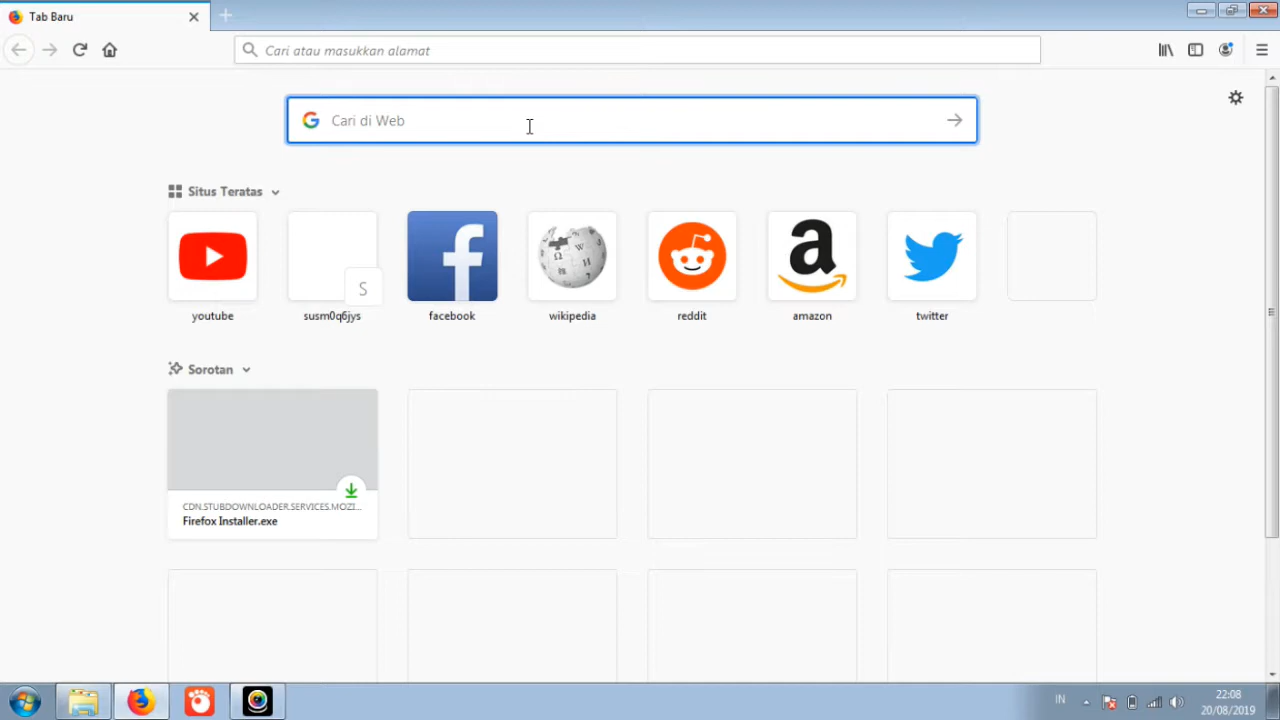 Tab Baru
Cari atau masukkan alamat
Cari di Web
Situs Teratas
S
youtube
susm0q6jys
facebook
wikipedia
reddit
amazon
twitter
Sorotan
CDN.STUBDOWNLOADER.SERVICES.MOZI...
Firefox Installer.exe
IN
22:08
20/08/2019